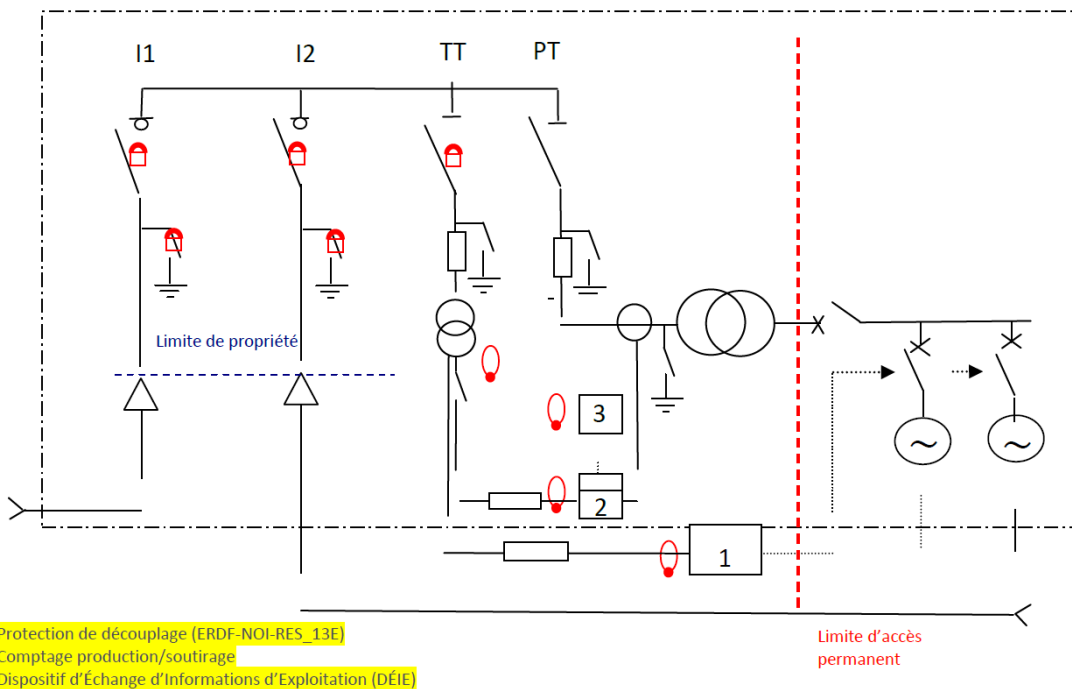 I1 I2 TT PT
Limite de propriété
3
2
1
Protection de découplage (ERDF-NOI-RES_13E)
Comptage production/soutirage
Dispositif d'Échange d'Informations d'Exploitation (DÉIE)
Limite d'accès
permanent